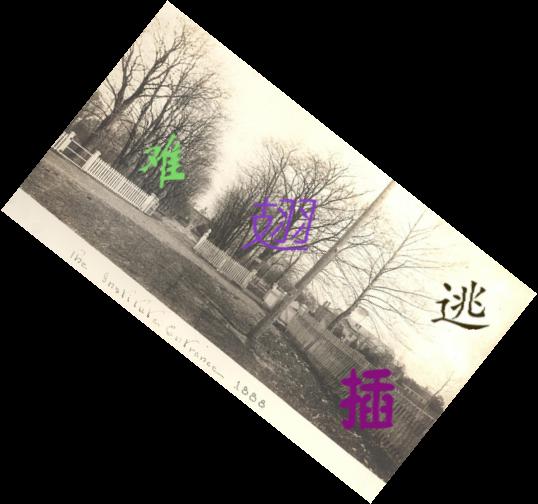 难
翅
逃
插
The Institute Entrance 1888